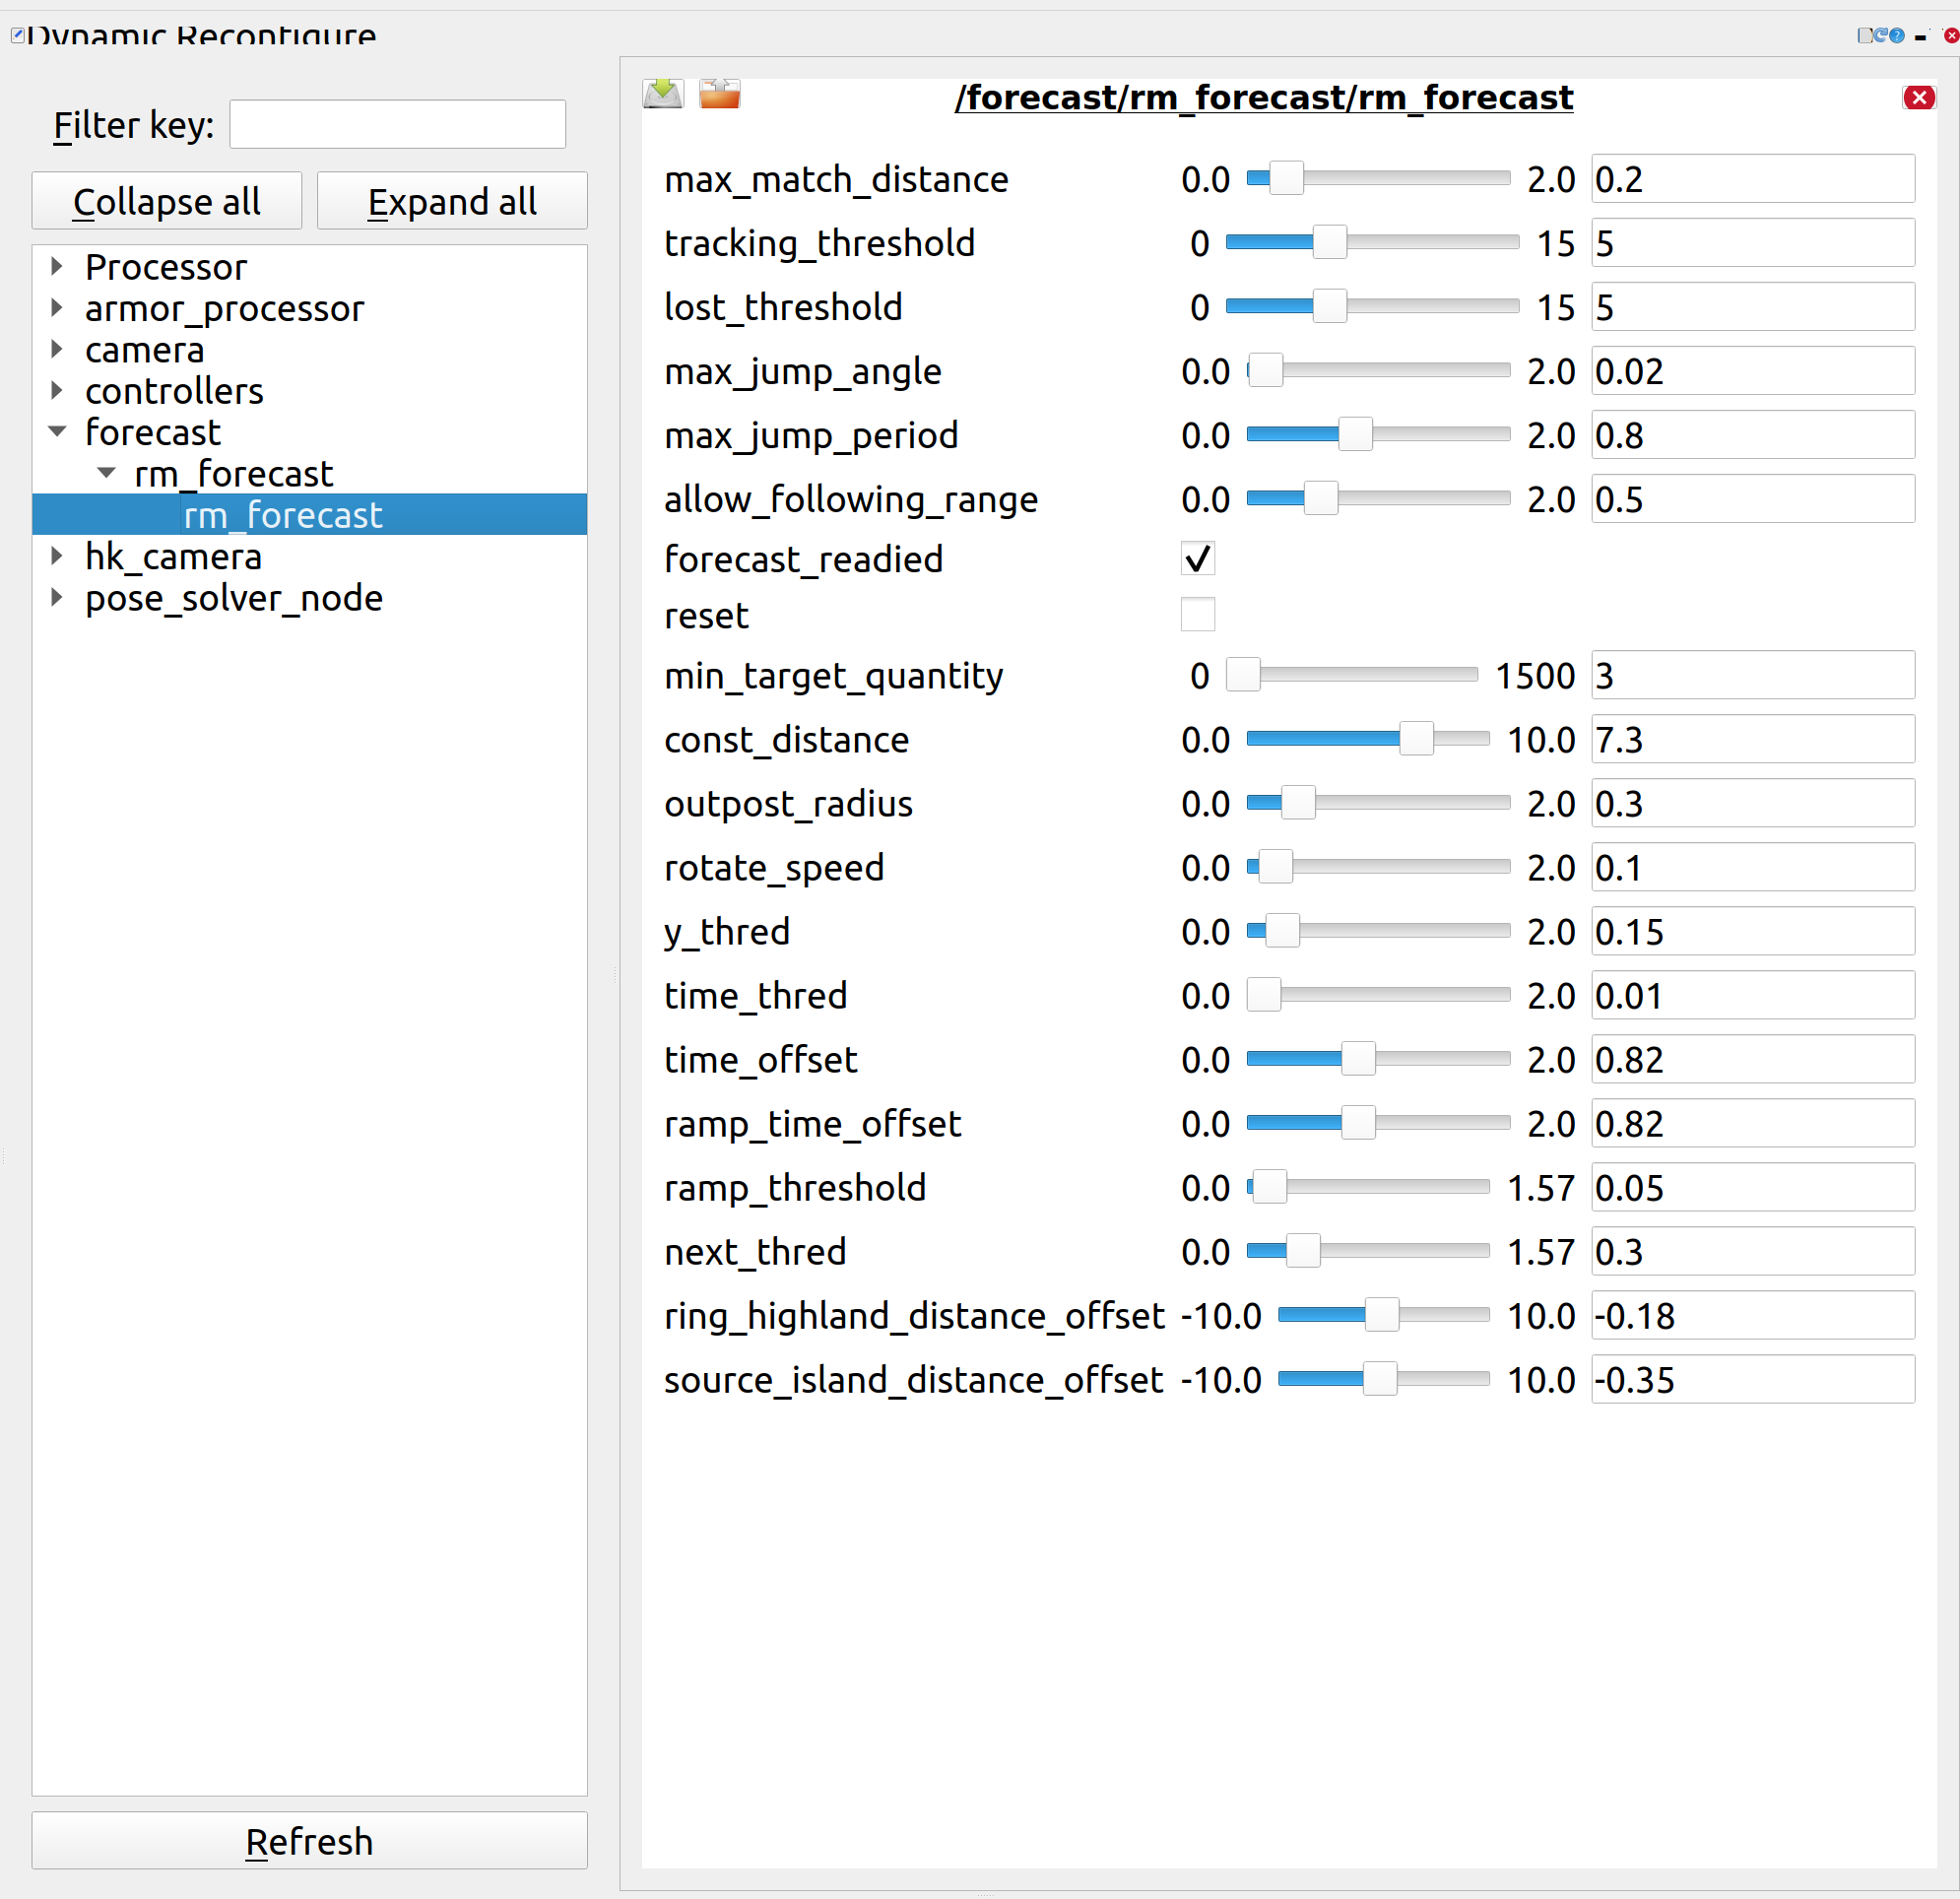 Dynamic Reconfigure
Filter key:
Collapse all Expand all
Processor
armor_processor
camera
controllers
forecast
rm_forecast
rm_forecast
hk_camera
pose_solver_node
Refresh
/forecast/rm_forecast/rm_forecast
max_match_distance 0.0 2.0 0.2
tracking_threshold 0 15 5
lost_threshold 0 15 5
max_jump_angle 0.0 2.0 0.02
max_jump_period 0.0 2.0 0.8
allow_following_range 0.0 2.0 0.5
forecast_readied
reset
min_target_quantity 0 1500 3
const_distance 0.0 10.0 7.3
outpost_radius 0.0 2.0 0.3
rotate_speed 0.0 2.0 0.1
y_thred 0.0 2.0 0.15
time_thred 0.0 2.0 0.01
time_offset 0.0 2.0 0.82
ramp_time_offset 0.0 2.0 0.82
ramp_threshold 0.0 1.57 0.05
next_thred 0.0 1.57 0.3
ring_highland_distance_offset -10.0 10.0 -0.18
source_island_distance_offset -10.0 10.0 -0.35